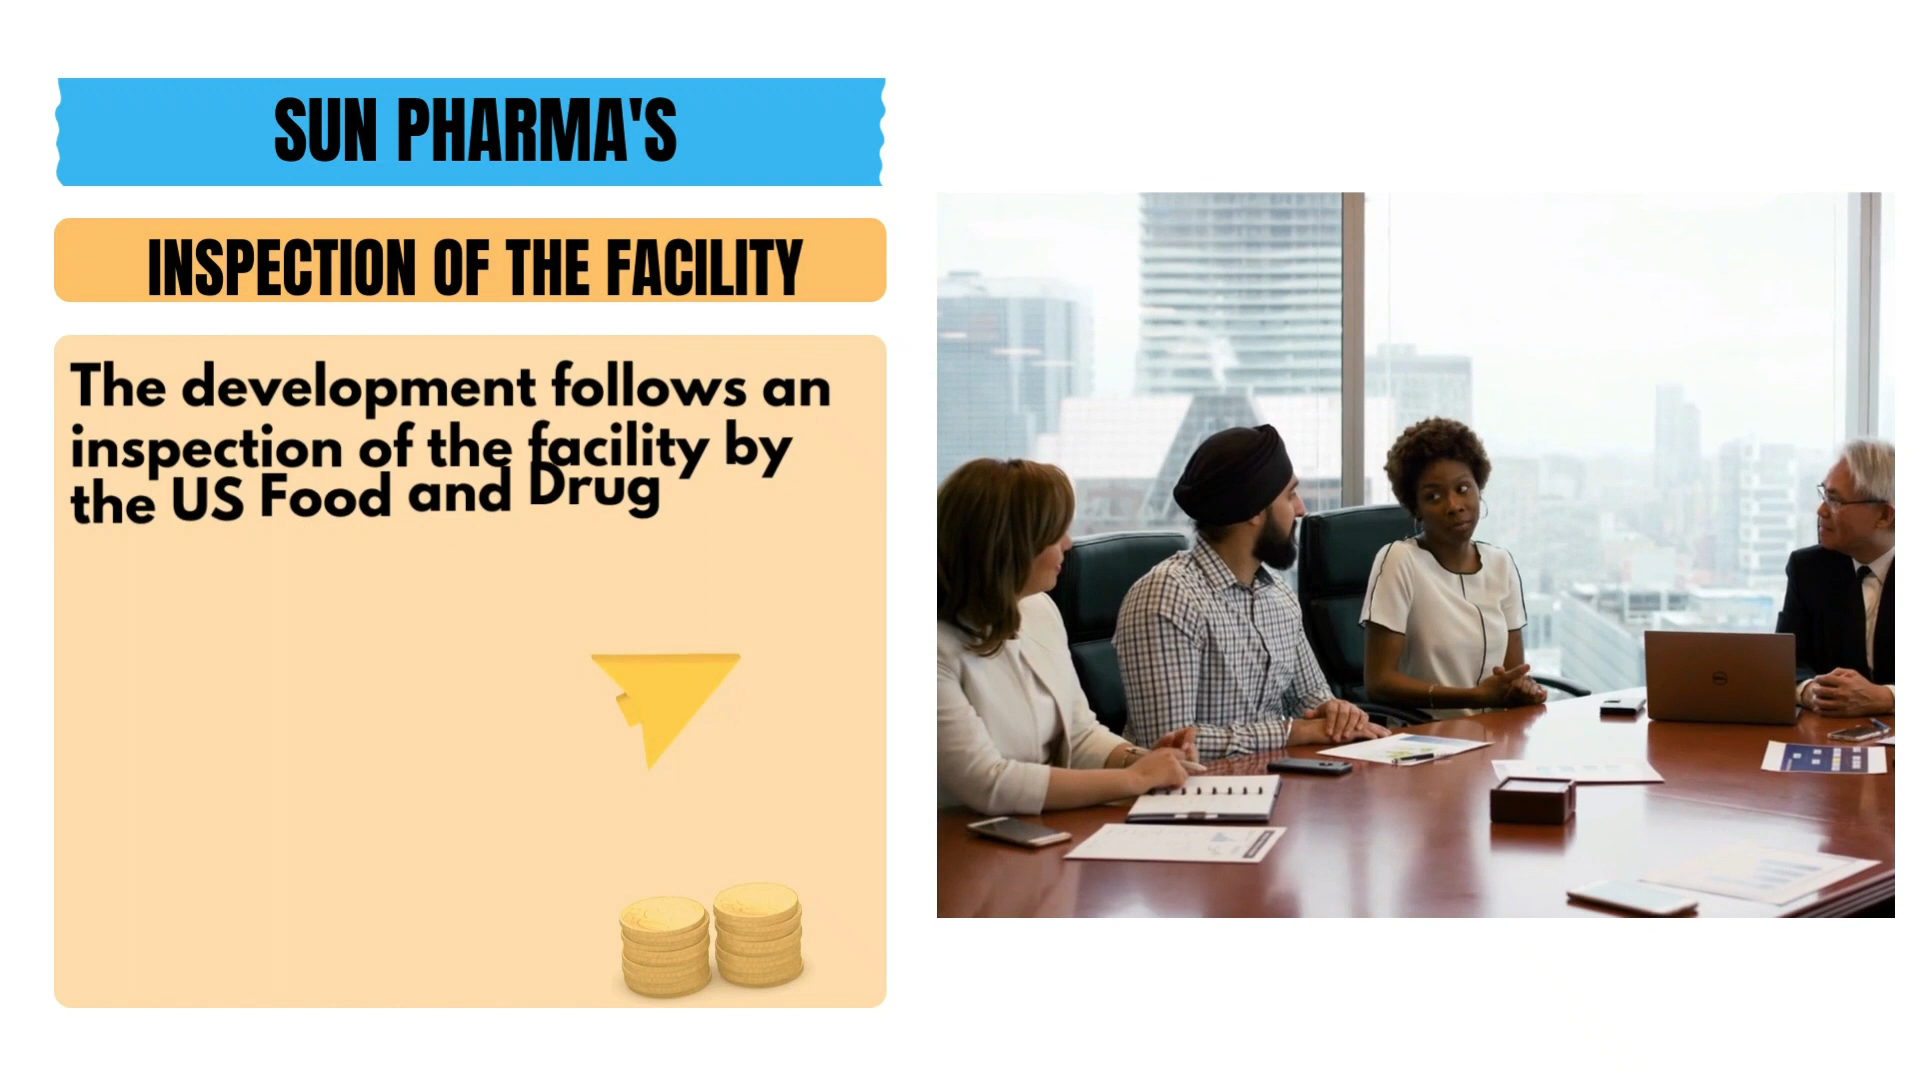 SUN PHARMA'S
INSPECTION OF THE FACILITY
The development follows an
inspection of the facility by
the US Food and Drug